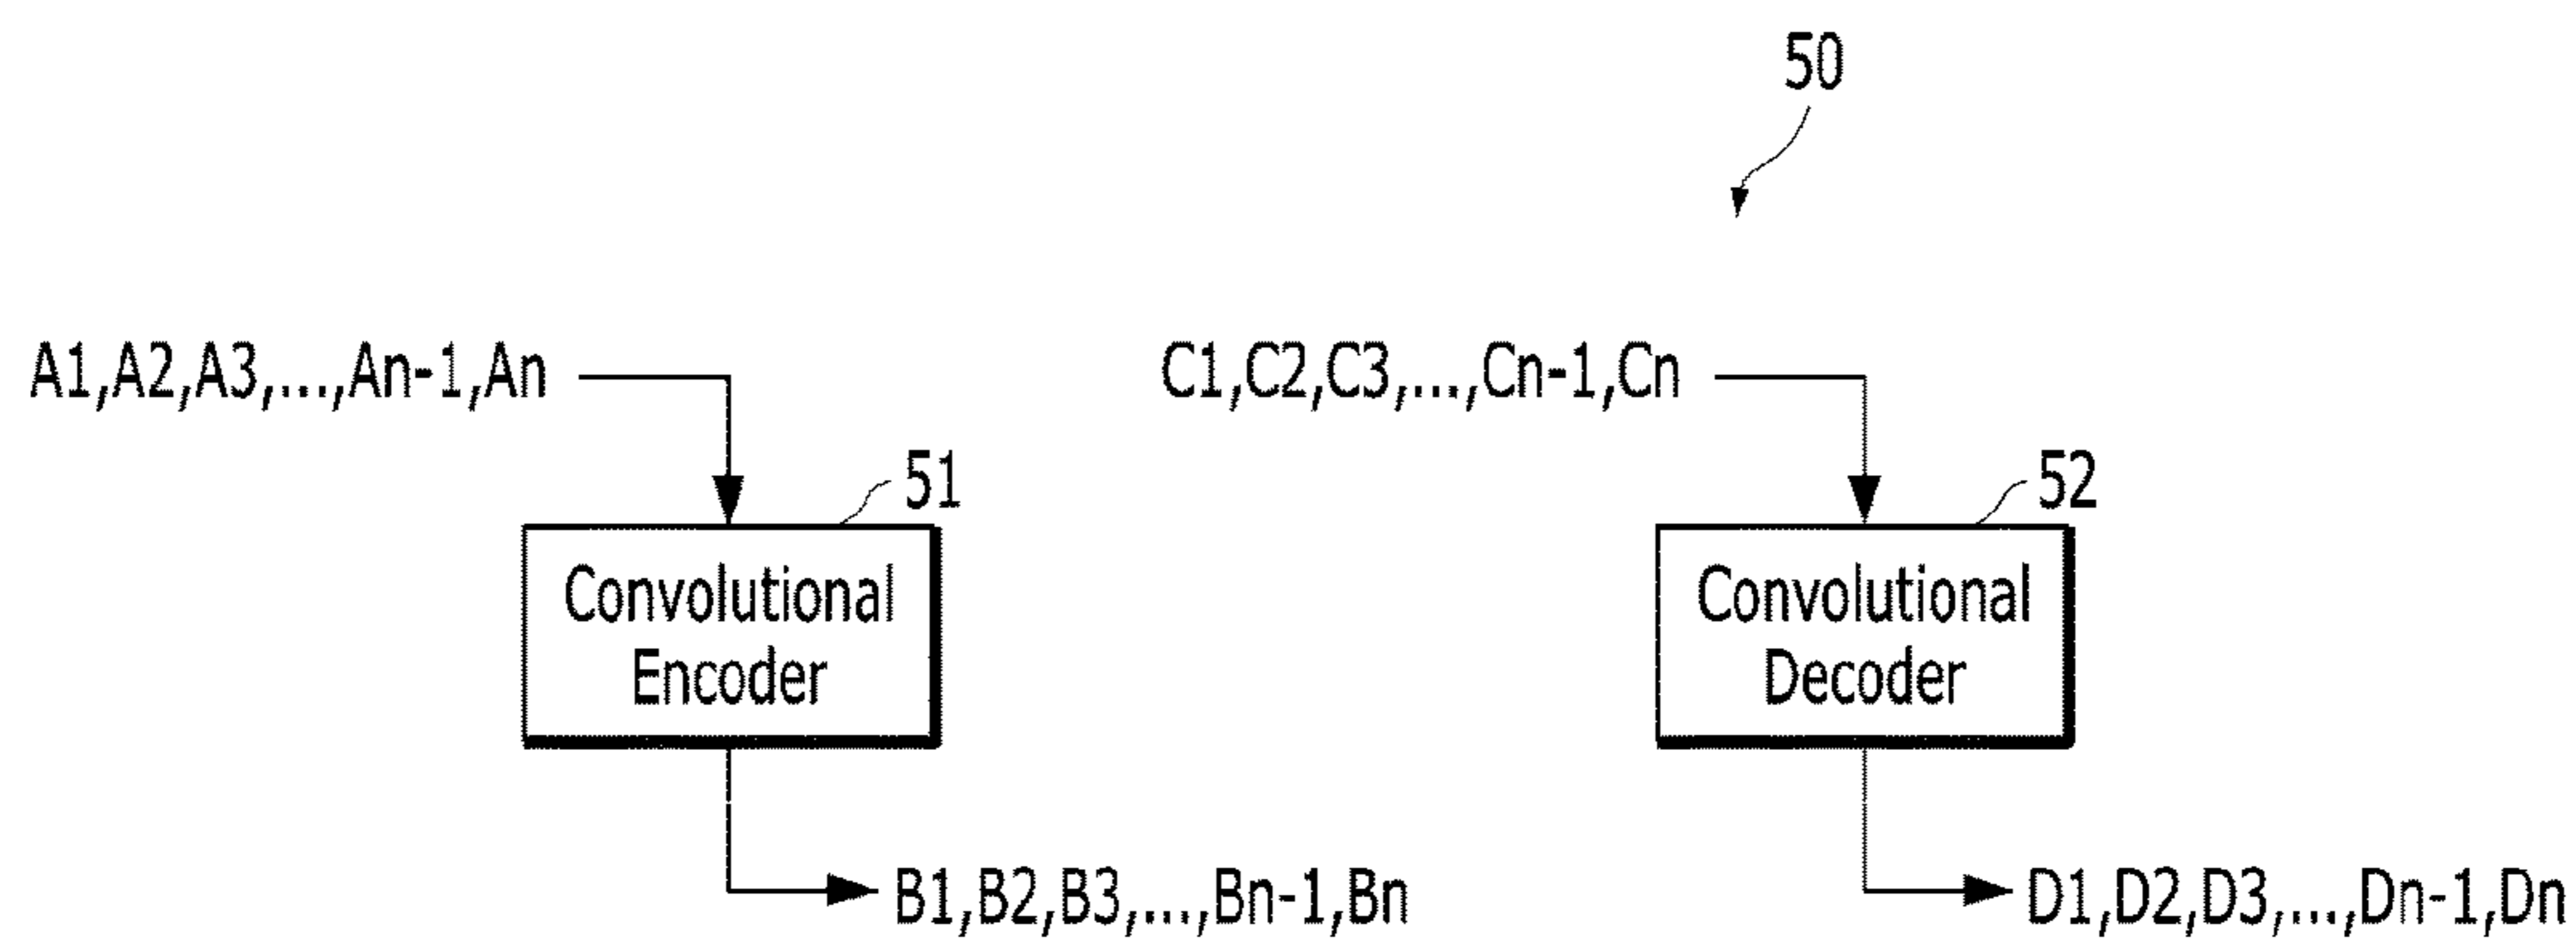 50
A1,A2,A3,...,An-1,An
C1,C2,C3,...,Cn-1,Cn
51
52
Convolutional
Encoder
Convolutional
Decoder
B1,B2,B3,...,Bn-1,Bn
D1,D2,D3,...,Dn-1,Dn